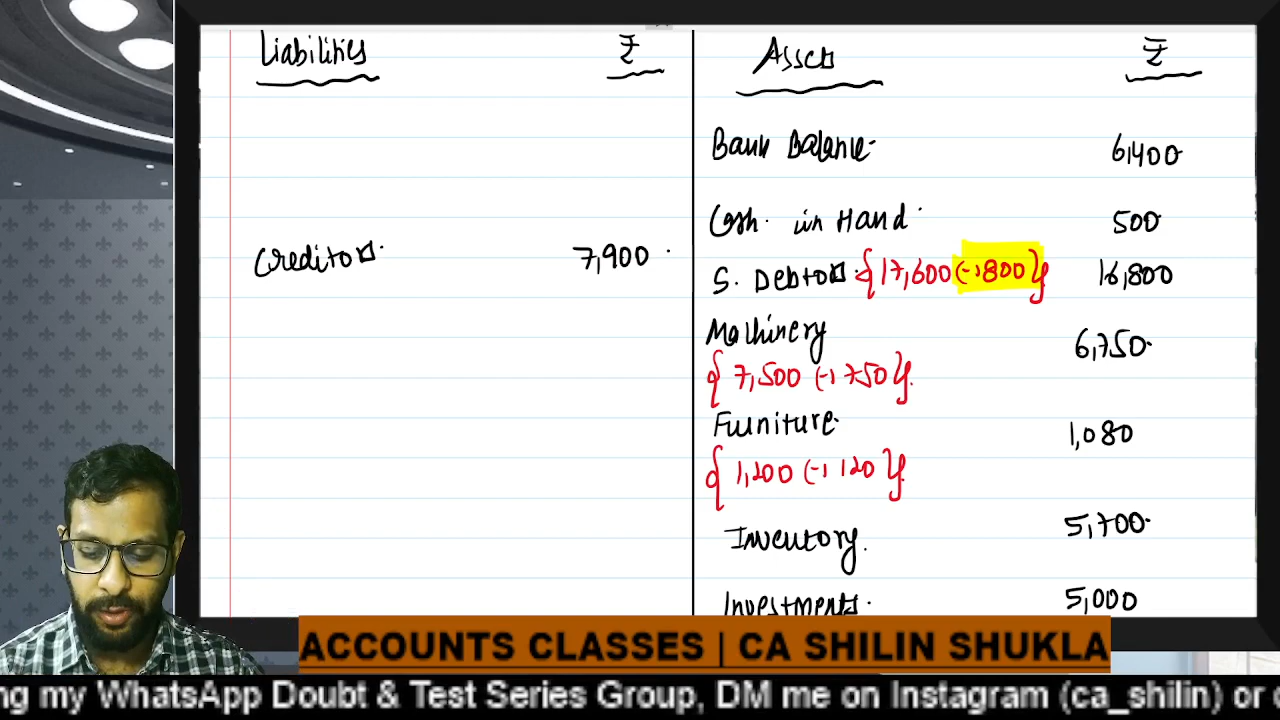 Liabilities ₹ Assets ₹
Bank Balance 6,400
Cash in Hand 500
Creditors 7,900
S. Debtors {17,600 (-) 800} 16,800
Machinery 6,750
{7,500 (-) 750}
Furniture 1,080
{1,200 (-) 120}
Inventory 5,700
Investments 5,000
ACCOUNTS CLASSES | CA SHILIN SHUKLA
ng my WhatsApp Doubt & Test Series Group, DM me on Instagram (ca_shilin) or